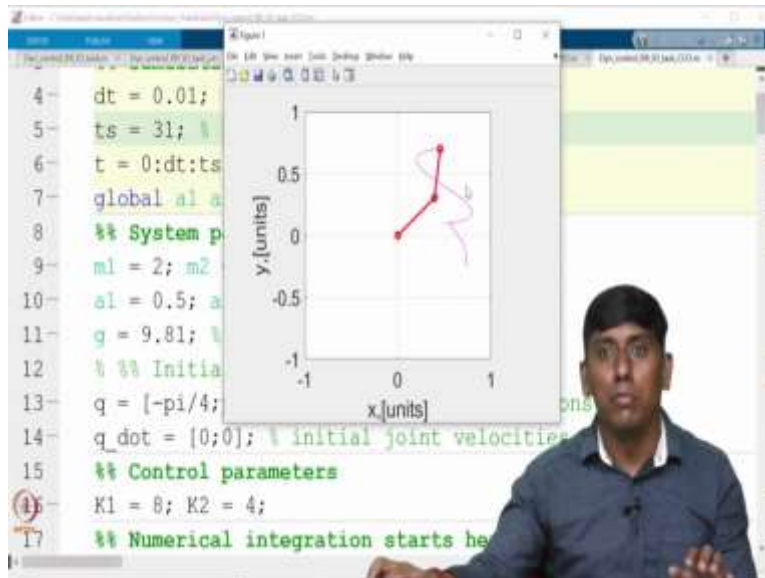 Figure 1
File Edit View Insert Tools Desktop Window Help
4 dt = 0.01;
5 ts = 31; %
6 t = 0:dt:ts
7 global a1 a
8 %% System p
9 m1 = 2; m2
10 a1 = 0.5; a
11 g = 9.81; %
12 % %% Initia
13 q = [-pi/4; ons
14 q_dot = [0;0]; % initial joint velocities
15 %% Control parameters
16 K1 = 8; K2 = 4;
17 %% Numerical integration starts he
1
0.5
0
-0.5
-1
y,[units]
-1 0 1
x,[units]